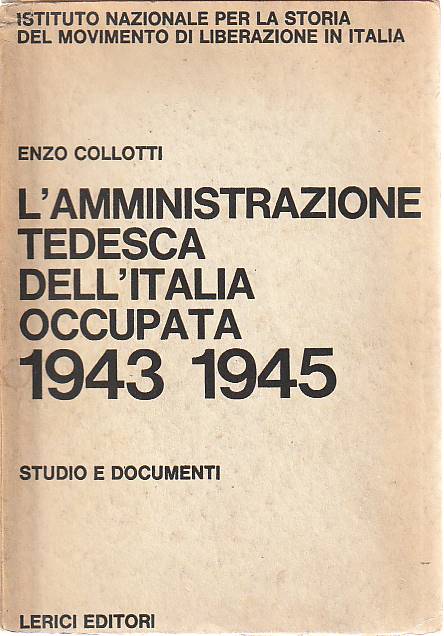 ISTITUTO NAZIONALE PER LA STORIA
DEL MOVIMENTO DI LIBERAZIONE IN ITALIA
ENZO COLLOTTI
L'AMMINISTRAZIONE
TEDESCA
DELL'ITALIA
OCCUPATA
1943 1945
STUDIO E DOCUMENTI
LERICI EDITORI